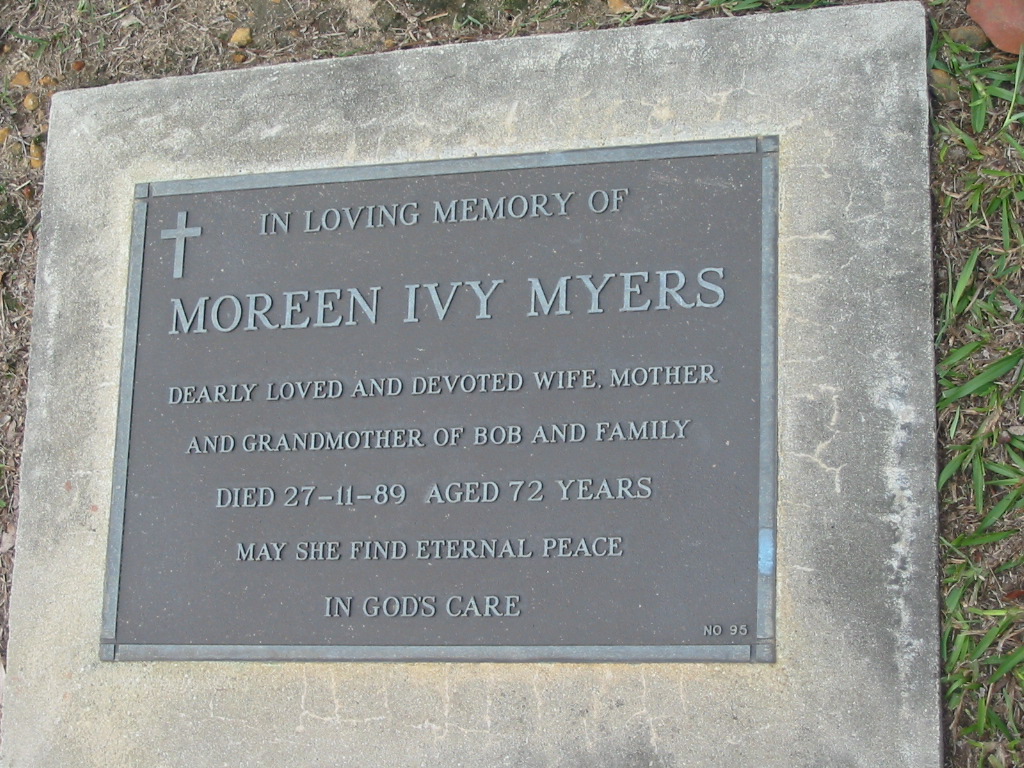 IN LOVING MEMORY OF
MOREEN IVY MYERS
DEARLY LOVED AND DEVOTED WIFE, MOTHER
AND GRANDMOTHER OF BOB AND FAMILY
DIED 27-11-89 AGED 72 YEARS
MAY SHE FIND ETERNAL PEACE
IN GOD'S CARE
NO 95